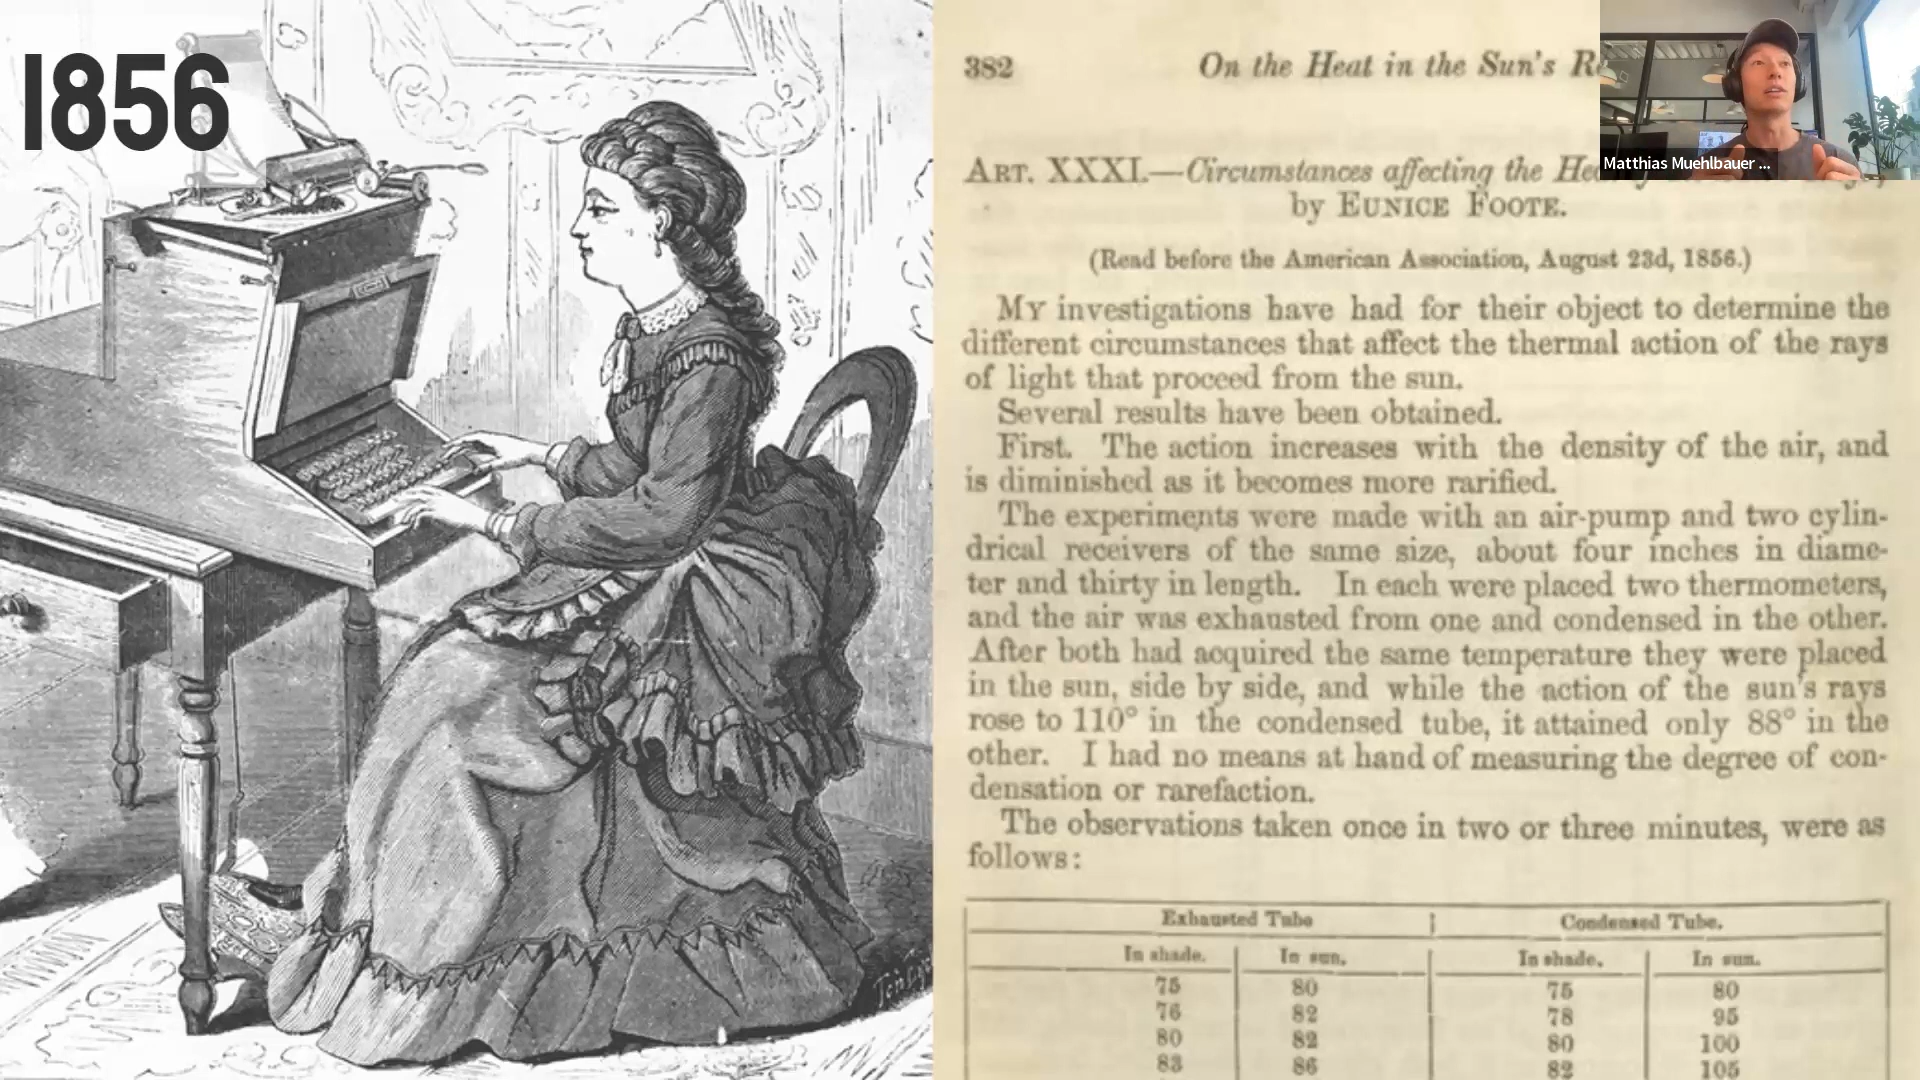 1856
382
On the Heat in the Sun's
Matthias Muehlbauer ...
ART. XXXI.—Circumstances affecting the
by EUNICE FOOTE.
(Read before the American Association, August 23d, 1856.)
MY investigations have had for their object to determine the
different circumstances that affect the thermal action of the rays
of light that proceed from the sun.
Several results have been obtained.
First. The action increases with the density of the air, and
is diminished as it becomes more rarified.
The experiments were made with an air-pump and two cylin-
drical receivers of the same size, about four inches in diame-
ter and thirty in length. In each were placed two thermometers,
and the air was exhausted from one and condensed in the other.
After both had acquired the same temperature they were placed
in the sun, side by side, and while the action of the sun's rays
rose to 110° in the condensed tube, it attained only 88° in the
other. I had no means at hand of measuring the degree of con-
densation or rarefaction.
The observations taken once in two or three minutes, were as
follows:
Exhausted Tube Condensed Tube.
In shade. In sun. In shade. In sun.
75 80 75 80
76 82 78 95
80 82 80 100
83 86 82 105